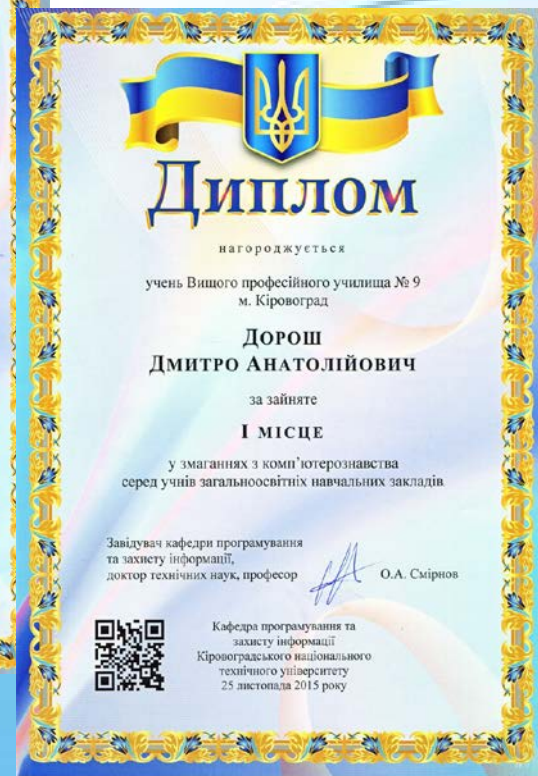 Диплом
нагороджується
учень Вищого професійного училища № 9
м. Кіровоград
ДОРОШ
ДМИТРО АНАТОЛІЙОВИЧ
за зайняте
І МІСЦЕ
у змаганнях з комп’ютерознавства
серед учнів загальноосвітніх навчальних закладів
Завідувач кафедри програмування
та захисту інформації,
доктор технічних наук, професор О.А. Смірнов
Кафедра програмування та
захисту інформації
Кіровоградського національного
технічного університету
25 листопада 2015 року